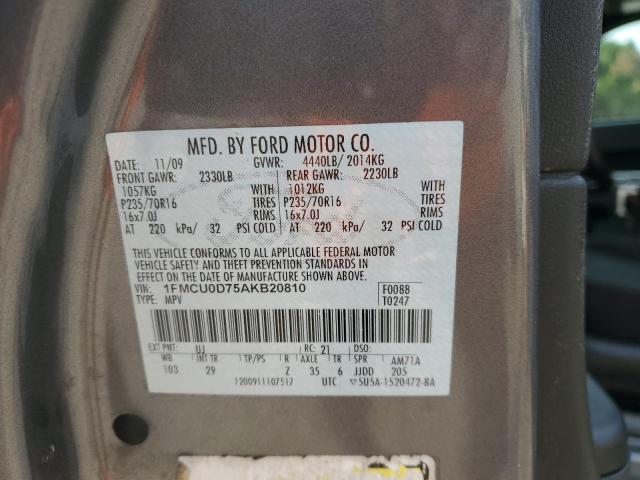 MFD. BY FORD MOTOR CO.
DATE: 11/09 GVWR: 4440LB/ 2014KG
FRONT GAWR: 2330LB REAR GAWR: 2230LB
1057KG WITH 1012KG WITH
P235/70R16 TIRES P235/70R16 TIRES
16x7.0J RIMS 16x7.0J RIMS
AT 220 kPa/ 32 PSI COLD AT 220 kPa/ 32 PSI COLD
THIS VEHICLE CONFORMS TO ALL APPLICABLE FEDERAL MOTOR
VEHICLE SAFETY AND THEFT PREVENTION STANDARDS IN
EFFECT ON THE DATE OF MANUFACTURE SHOWN ABOVE.
VIN: 1FMCU0D75AKB20810 F0088
TYPE: MPV T0247
EXT PNT: UJ RC: 21 DSO:
WB INT TR TP/PS R AXLE TR SPR AM71A
103 29 Z 35 6 JJDD 205
1200911107517 UTC ▽5U5A-1520472-BA